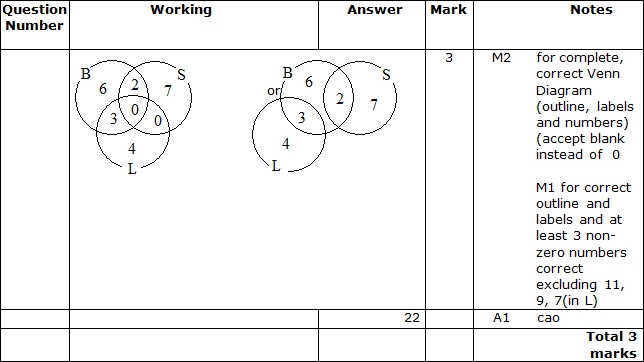 Question Number Working Answer Mark Notes
B 6 2 S 7
0
3 0
4
L
or
B 6 S
2 7
3
4
L
3 M2 for complete,
correct Venn
Diagram
(outline, labels
and numbers)
(accept blank
instead of 0
M1 for correct
outline and
labels and at
least 3 non-
zero numbers
correct
excluding 11,
9, 7(in L)
22 A1 cao
Total 3
marks